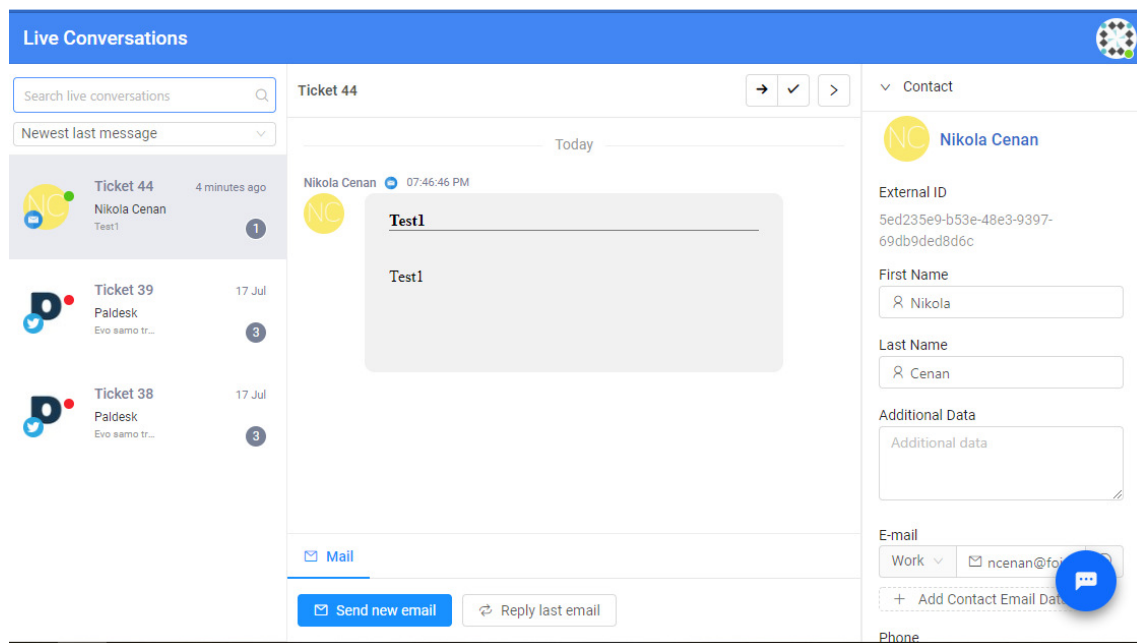 Live Conversations
Search live conversations
Newest last message
NC
Ticket 44
4 minutes ago
Nikola Cenan
Test1
1
Ticket 39
17 Jul
Paldesk
Evo samo tr...
3
Ticket 38
17 Jul
Paldesk
Evo samo tr...
3
Ticket 44
Today
Nikola Cenan 07:46:46 PM
NC
Test1
Test1
Mail
Send new email
Reply last email
Contact
NC
Nikola Cenan
External ID
5ed235e9-b53e-48e3-9397-
69db9ded8d6c
First Name
Nikola
Last Name
Cenan
Additional Data
Additional data
E-mail
Work
ncenan@foi
+ Add Contact Email Data
Phone